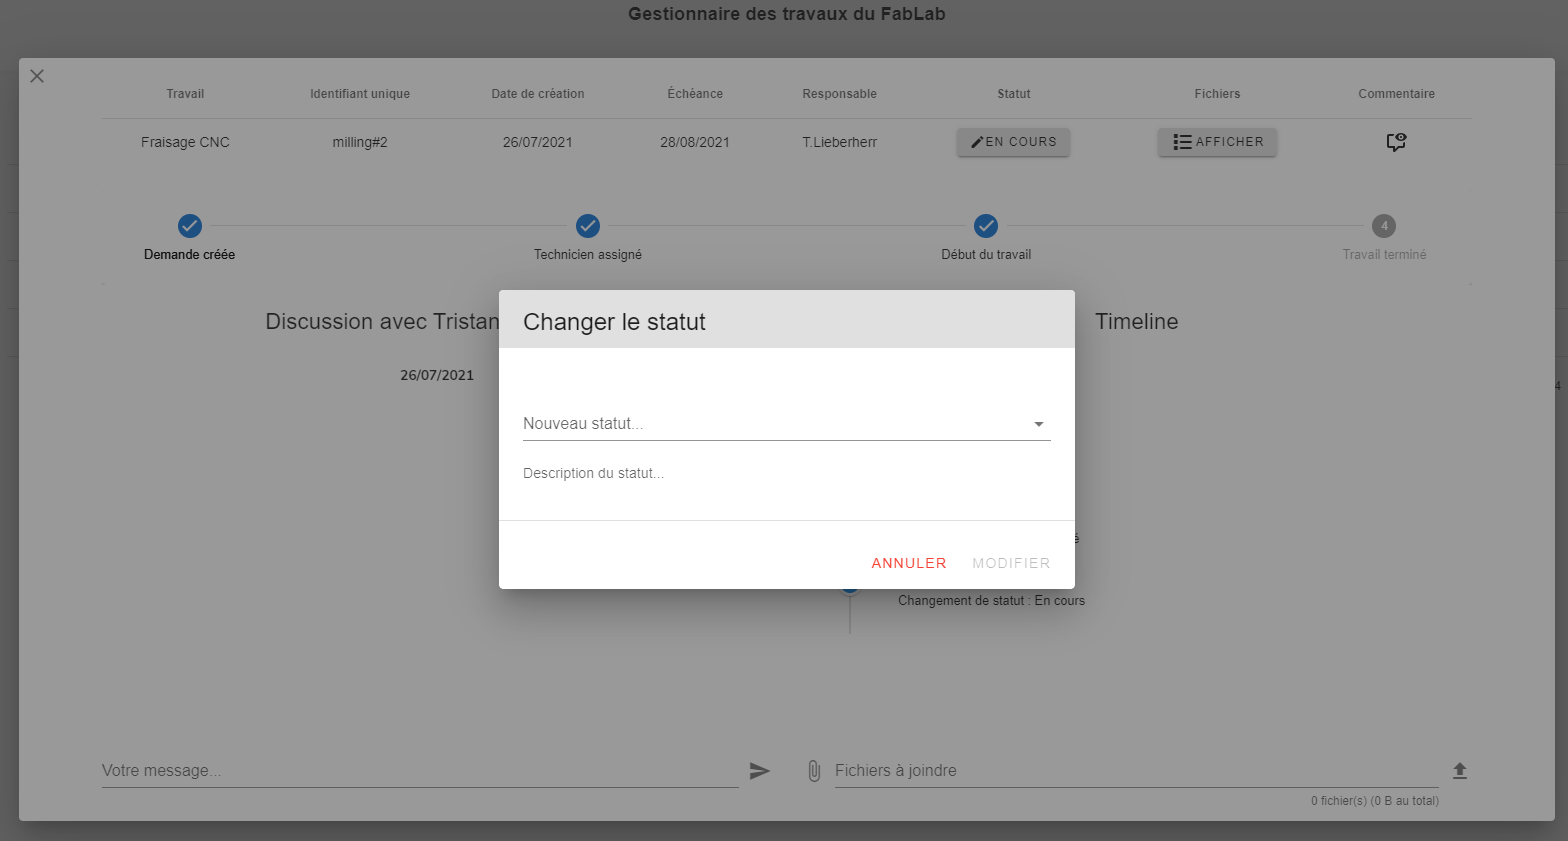 Gestionnaire des travaux du FabLab
Travail Identifiant unique Date de création Échéance Responsable Statut Fichiers Commentaire
Fraisage CNC milling#2 26/07/2021 28/08/2021 T.Lieberherr EN COURS AFFICHER
4
Demande créée Technicien assigné Début du travail Travail terminé
Discussion avec Tristan
Timeline
26/07/2021
Changer le statut
Nouveau statut...
Description du statut...
ANNULER MODIFIER
Changement de statut : En cours
Votre message...
Fichiers à joindre
0 fichier(s) (0 B au total)